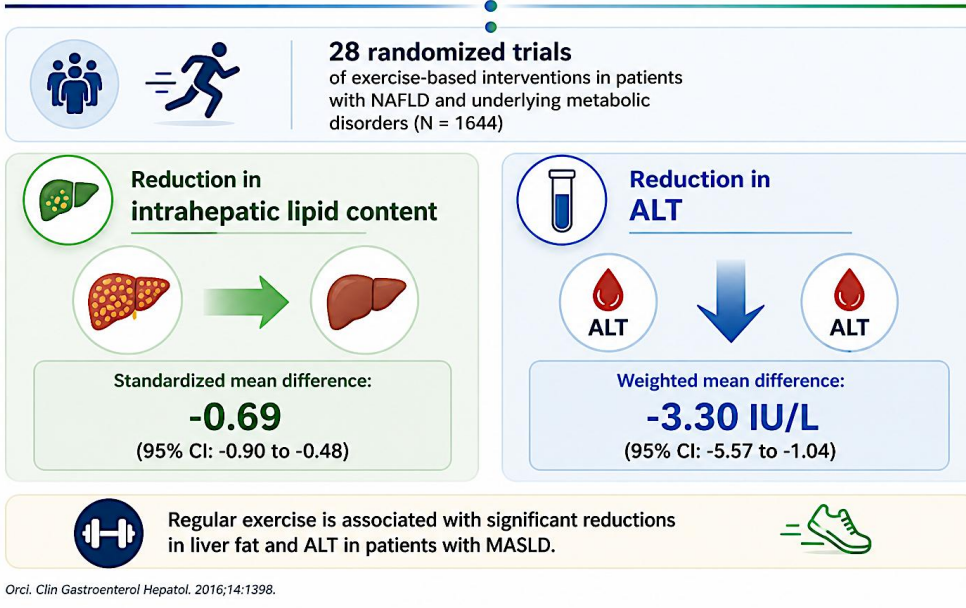 28 randomized trials
of exercise-based interventions in patients
with NAFLD and underlying metabolic
disorders (N = 1644)
Reduction in
intrahepatic lipid content
Standardized mean difference:
-0.69
(95% CI: -0.90 to -0.48)
Reduction in
ALT
ALT
ALT
Weighted mean difference:
-3.30 IU/L
(95% CI: -5.57 to -1.04)
Regular exercise is associated with significant reductions
in liver fat and ALT in patients with MASLD.
Orci. Clin Gastroenterol Hepatol. 2016;14:1398.